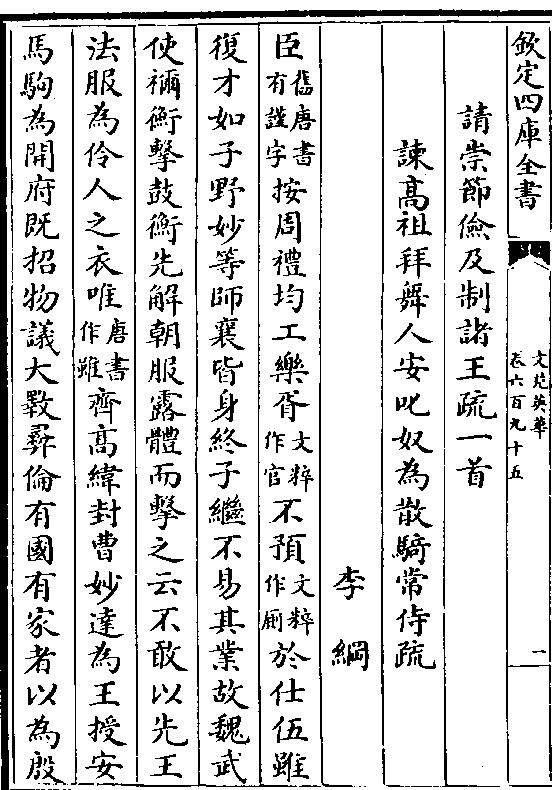 欽定四庫全書
文苑英華
卷六百九十五
一
請崇節儉及制諸王疏一首
諫高祖拜舞人安叱奴為散騎常侍疏
李綱
臣舊唐書有謹字按周禮均工樂胥文粹作官不預文粹作厠於仕伍雖
復才如子野妙等師襄皆身終子繼不易其業故魏武
使禰衡擊鼓衡先解朝服露體而擊之云不敢以先王
法服為伶人之衣唯唐書作雖齊高緯封曹妙達為王授安
馬駒為開府既招物議大斁彛倫有國有家者以為殷